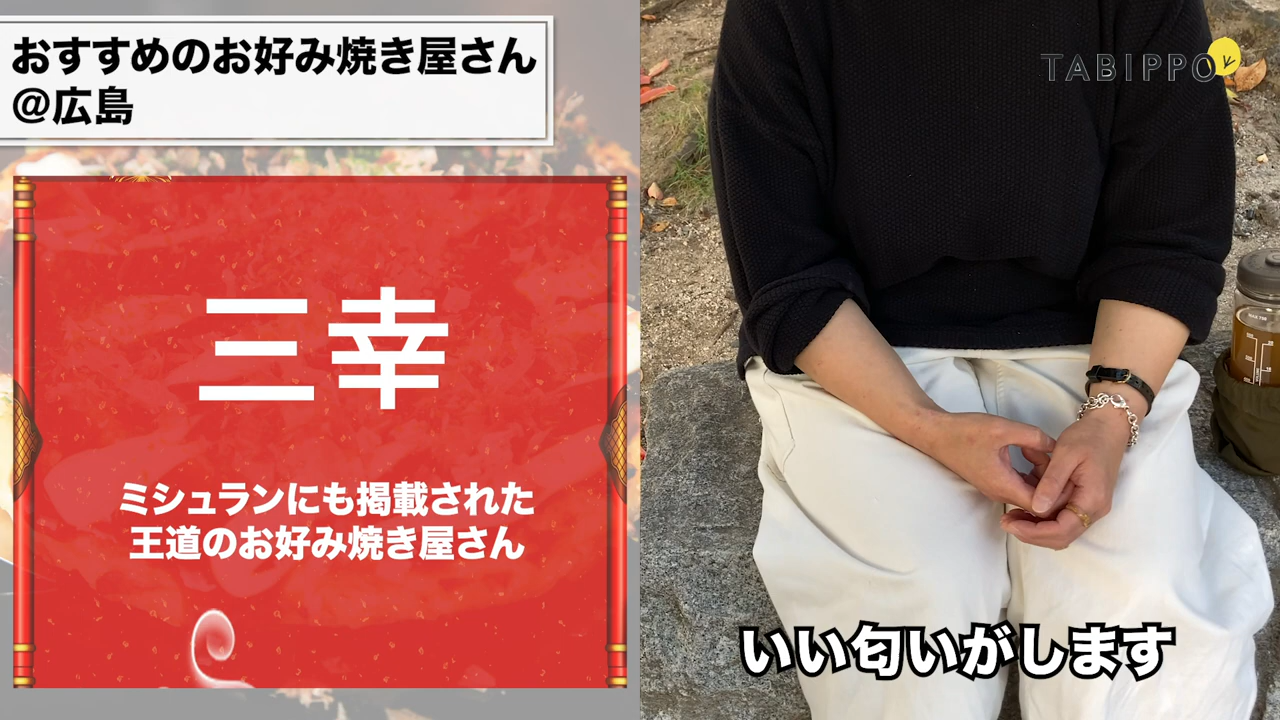 おすすめのお好み焼き屋さん
@広島
三幸
ミシュランにも掲載された
王道のお好み焼き屋さん
TABIPPO
いい匂いがします